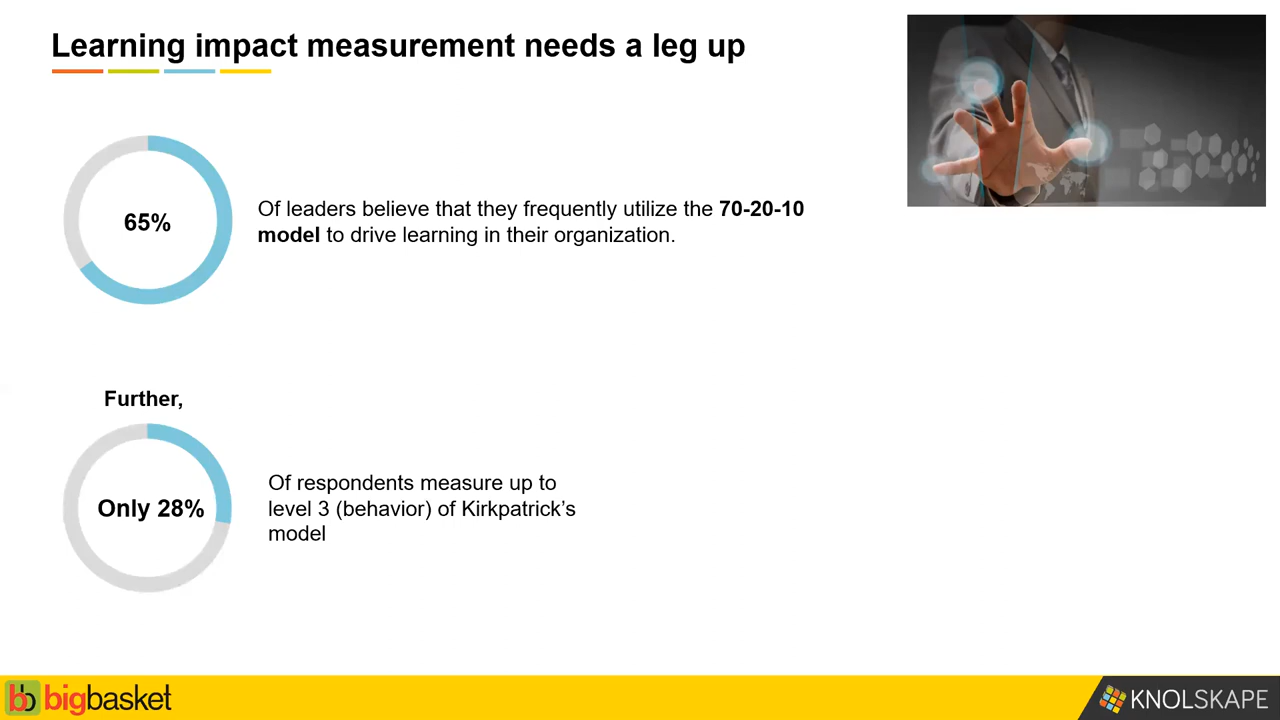 Learning impact measurement needs a leg up
65%
Of leaders believe that they frequently utilize the 70-20-10
model to drive learning in their organization.
Further,
Only 28%
Of respondents measure up to
level 3 (behavior) of Kirkpatrick’s
model
bb bigbasket
KNOLSKAPE